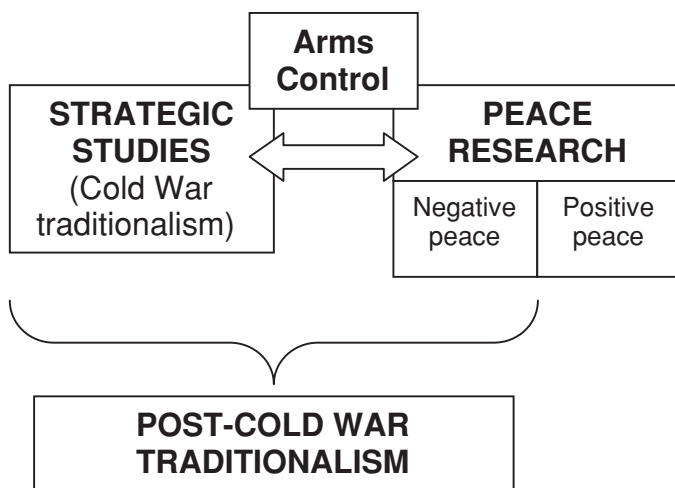 Arms
Control
STRATEGIC
STUDIES
(Cold War
traditionalism)
PEACE
RESEARCH
Negative
peace
Positive
peace
POST-COLD WAR
TRADITIONALISM